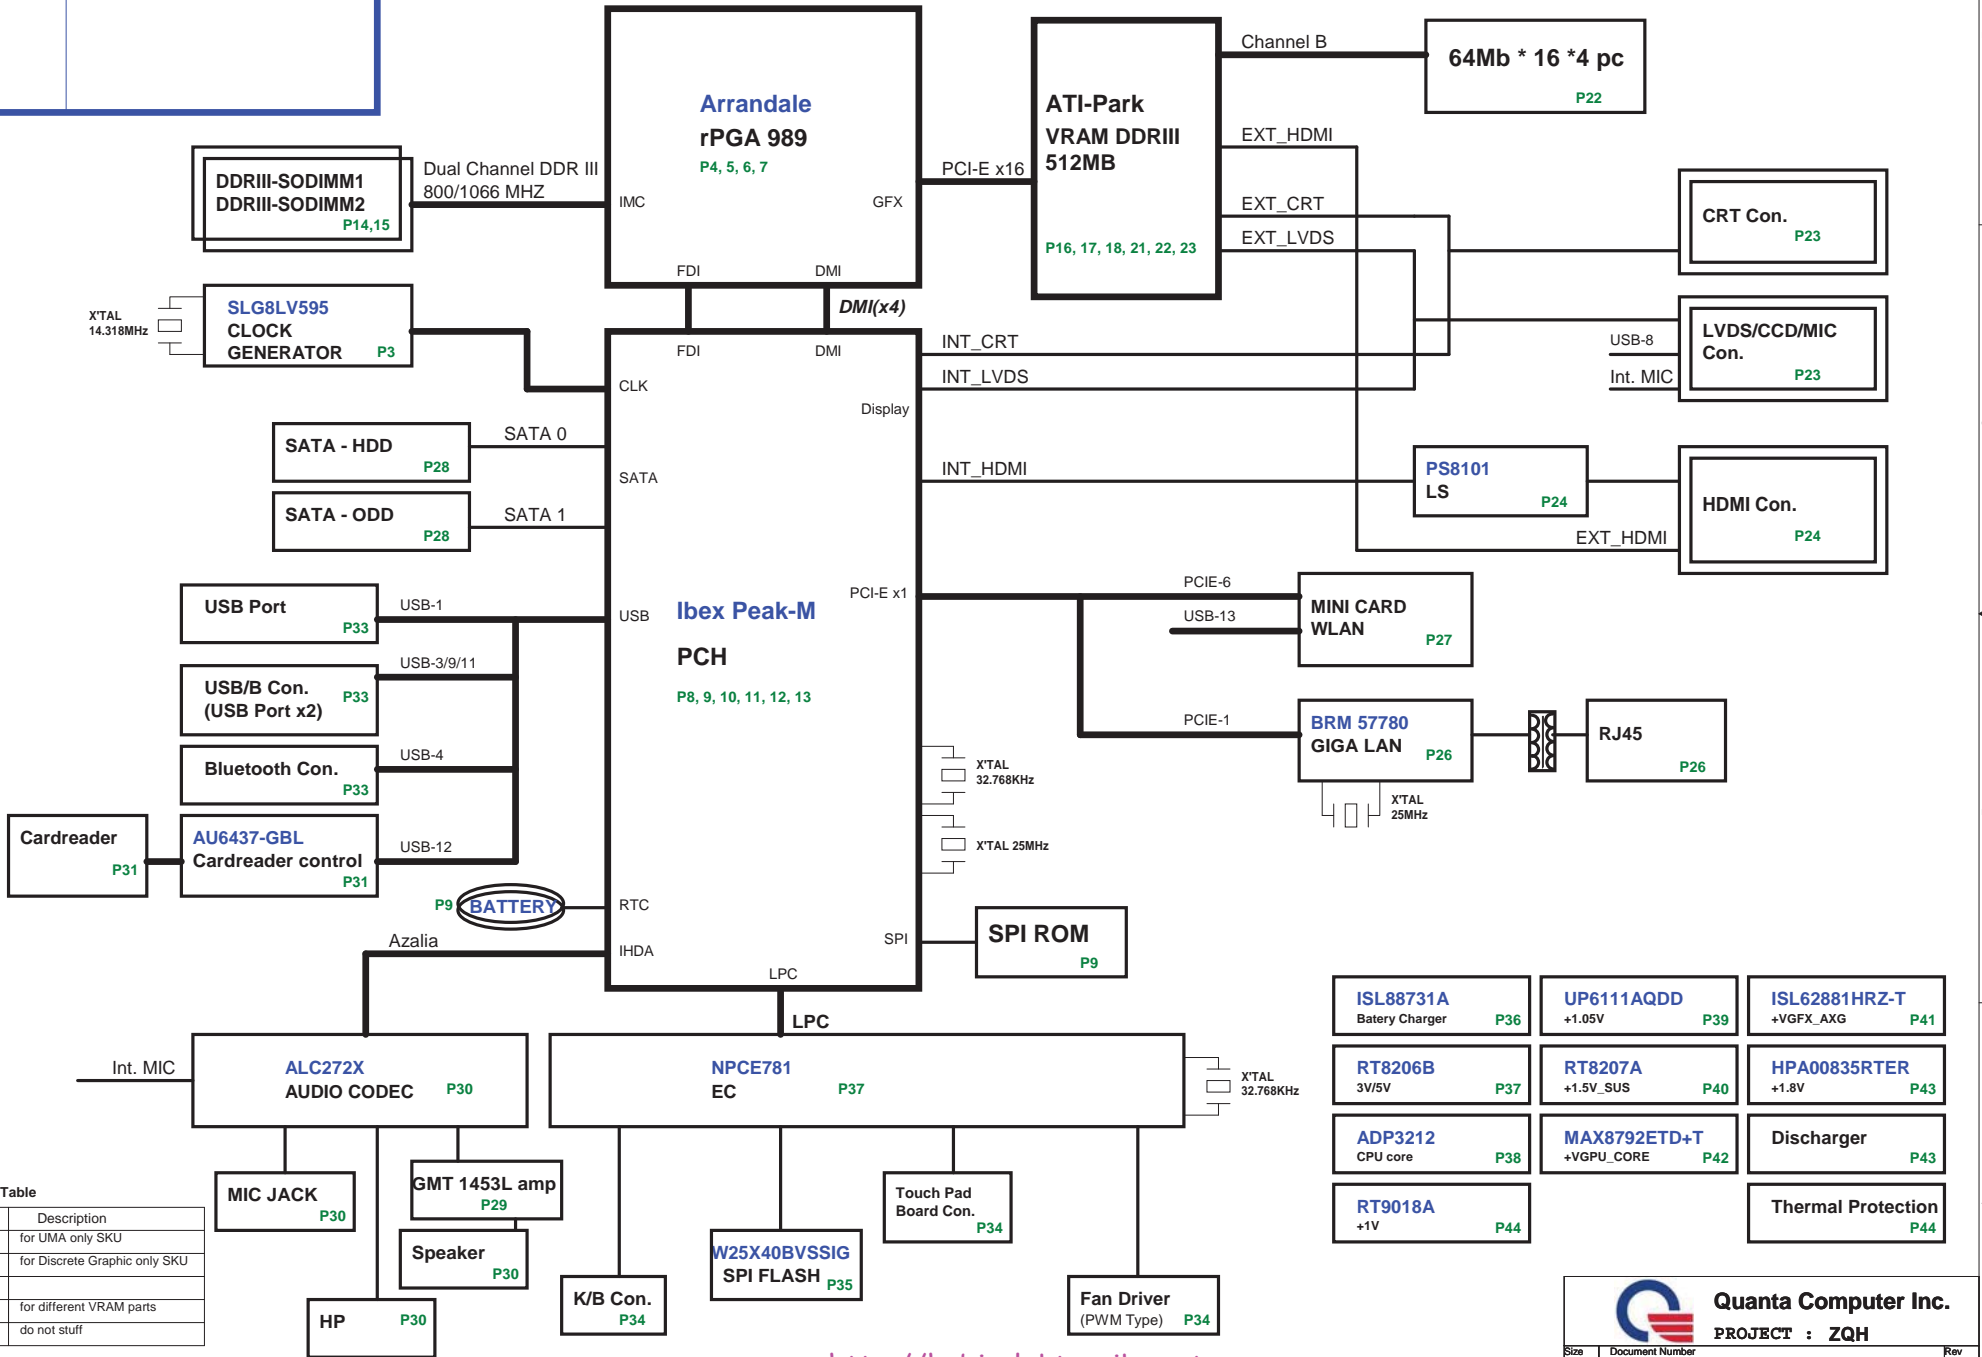 Arrandale
rPGA 989
P4, 5, 6, 7
IMC
GFX
FDI
DMI
ATI-Park
VRAM DDRIII
512MB
P16, 17, 18, 21, 22, 23
Channel B
64Mb * 16 *4 pc
P22
EXT_HDMI
EXT_CRT
EXT_LVDS
PCI-E x16
DDRIII-SODIMM1
DDRIII-SODIMM2
P14,15
Dual Channel DDR III
800/1066 MHZ
CRT Con.
P23
DMI(x4)
X'TAL
14.318MHz
SLG8LV595
CLOCK
GENERATOR
P3
LVDS/CCD/MIC
Con.
P23
USB-8
Int. MIC
FDI
DMI
CLK
Display
INT_CRT
INT_LVDS
SATA - HDD
P28
SATA 0
SATA
SATA - ODD
P28
SATA 1
INT_HDMI
PS8101
LS
P24
HDMI Con.
P24
EXT_HDMI
USB Port
P33
USB-1
USB
Ibex Peak-M
PCH
P8, 9, 10, 11, 12, 13
PCI-E x1
PCIE-6
USB-13
MINI CARD
WLAN
P27
USB/B Con.
(USB Port x2)
P33
USB-3/9/11
Bluetooth Con.
P33
USB-4
PCIE-1
BRM 57780
GIGA LAN
P26
RJ45
P26
X'TAL
25MHz
X'TAL
32.768KHz
X'TAL 25MHz
Cardreader
P31
AU6437-GBL
Cardreader control
P31
USB-12
P9
BATTERY
RTC
Azalia
IHDA
SPI
SPI ROM
P9
LPC
LPC
Int. MIC
ALC272X
AUDIO CODEC
P30
NPCE781
EC
P37
X'TAL
32.768KHz
MIC JACK
P30
GMT 1453L amp
P29
Speaker
P30
HP
P30
K/B Con.
P34
W25X40BVSSIG
SPI FLASH
P35
Touch Pad
Board Con.
P34
Fan Driver
(PWM Type)
P34
ISL88731A
Batery Charger
P36
UP6111AQDD
+1.05V
P39
ISL62881HRZ-T
+VGFX_AXG
P41
RT8206B
3V/5V
P37
RT8207A
+1.5V_SUS
P40
HPA00835RTER
+1.8V
P43
ADP3212
CPU core
P38
MAX8792ETD+T
+VGPU_CORE
P42
Discharger
P43
RT9018A
+1V
P44
Thermal Protection
P44
Table
Description
for UMA only SKU
for Discrete Graphic only SKU
for different VRAM parts
do not stuff
Quanta Computer Inc.
PROJECT : ZQH
Size
Document Number
Rev